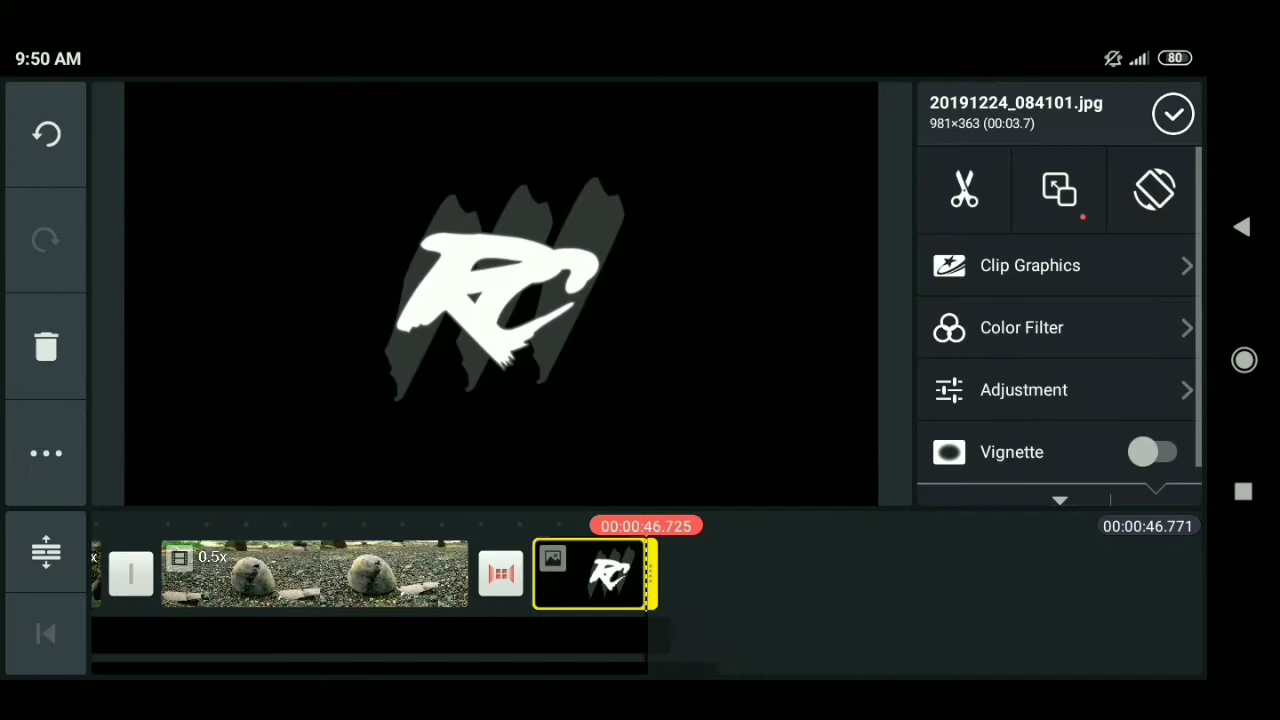 9:50 AM
80
20191224_084101.jpg
981×363 (00:03.7)
RC
Clip Graphics
Color Filter
Adjustment
Vignette
00:00:46.725
00:00:46.771
x
0.5x
RC